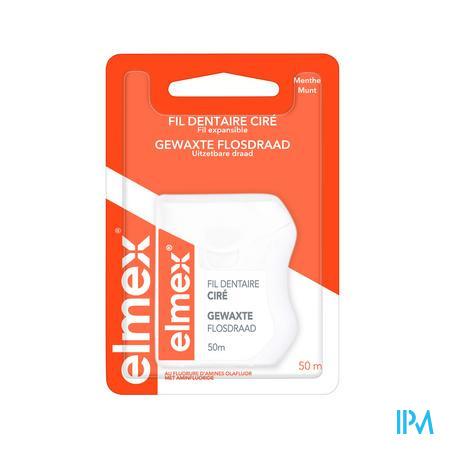 Menthe
Munt
FIL DENTAIRE CIRÉ
Fil expansible
GEWAXTE FLOSDRAAD
Uitzetbare draad
elmex®
elmex®
FIL DENTAIRE
CIRÉ
GEWAXTE
FLOSDRAAD
50m
50 m
AU FLUORURE D'AMINES OLAFLUOR
MET AMINFLUORIDE
IPM